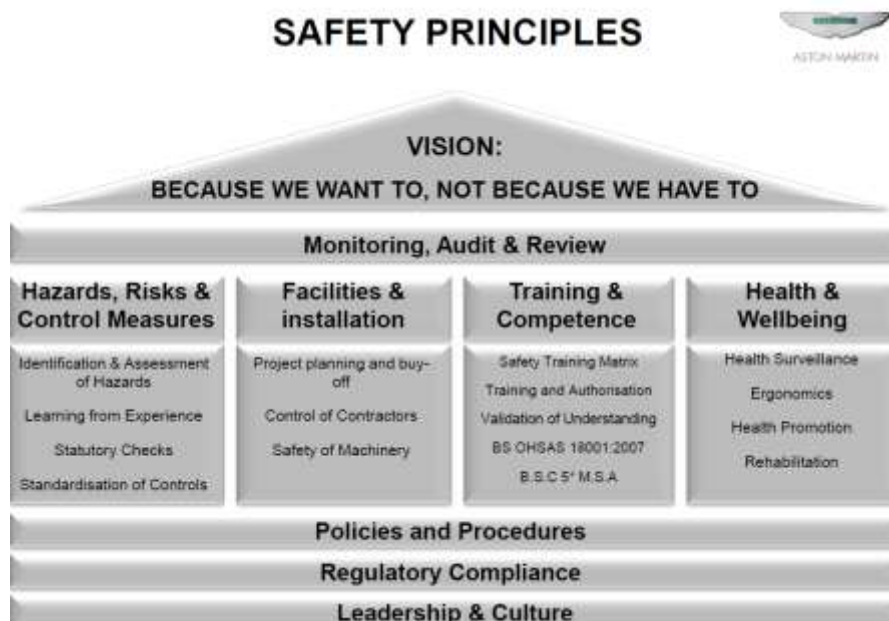 SAFETY PRINCIPLES
ASTON MARTIN
VISION:
BECAUSE WE WANT TO, NOT BECAUSE WE HAVE TO
Monitoring, Audit & Review
Hazards, Risks &
Control Measures
Identification & Assessment
of Hazards
Learning from Experience
Statutory Checks
Standardisation of Controls
Facilities &
installation
Project planning and buy-
off
Control of Contractors
Safety of Machinery
Training &
Competence
Safety Training Matrix
Training and Authorisation
Validation of Understanding
BS OHSAS 18001:2007
B.S.C 5* M.S.A
Health &
Wellbeing
Health Surveillance
Ergonomics
Health Promotion
Rehabilitation
Policies and Procedures
Regulatory Compliance
Leadership & Culture